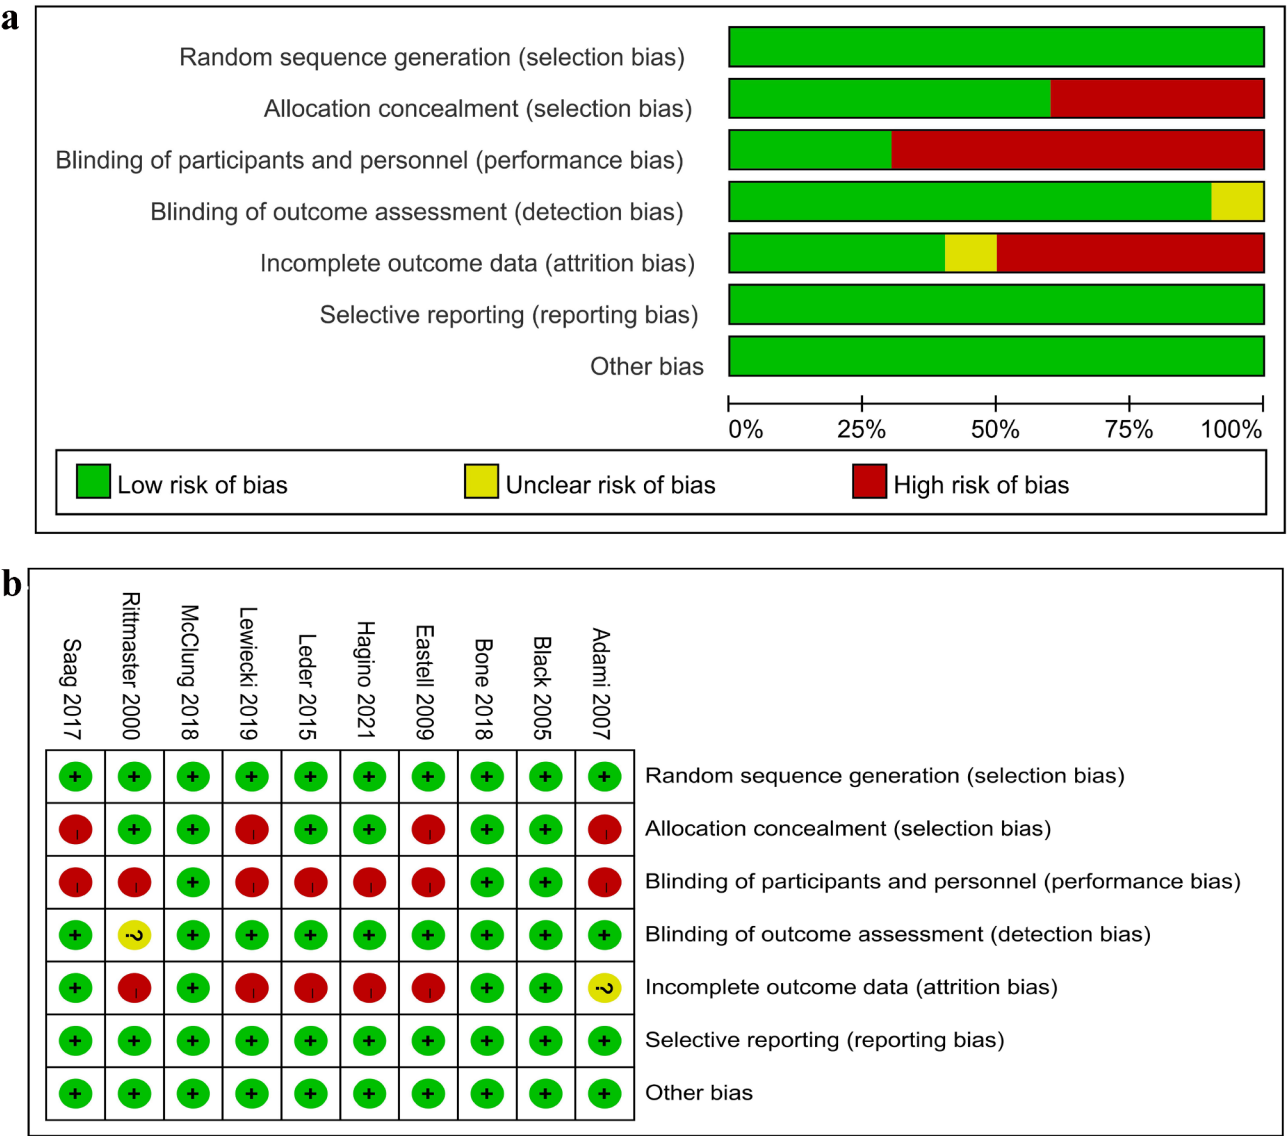 a
Random sequence generation (selection bias)
Allocation concealment (selection bias)
Blinding of participants and personnel (performance bias)
Blinding of outcome assessment (detection bias)
Incomplete outcome data (attrition bias)
Selective reporting (reporting bias)
Other bias
0% 25% 50% 75% 100%
Low risk of bias Unclear risk of bias High risk of bias
b
Saag 2017
Rittmaster 2000
McClung 2018
Lewiecki 2019
Leder 2015
Hagino 2021
Eastell 2009
Bone 2018
Black 2005
Adami 2007
+ + + + + + + + + + Random sequence generation (selection bias)
– + + – + + – + + – Allocation concealment (selection bias)
– – + – – – – + + – Blinding of participants and personnel (performance bias)
+ ? + + + + + + + + Blinding of outcome assessment (detection bias)
+ – + – – – – + + ? Incomplete outcome data (attrition bias)
+ + + + + + + + + + Selective reporting (reporting bias)
+ + + + + + + + + + Other bias